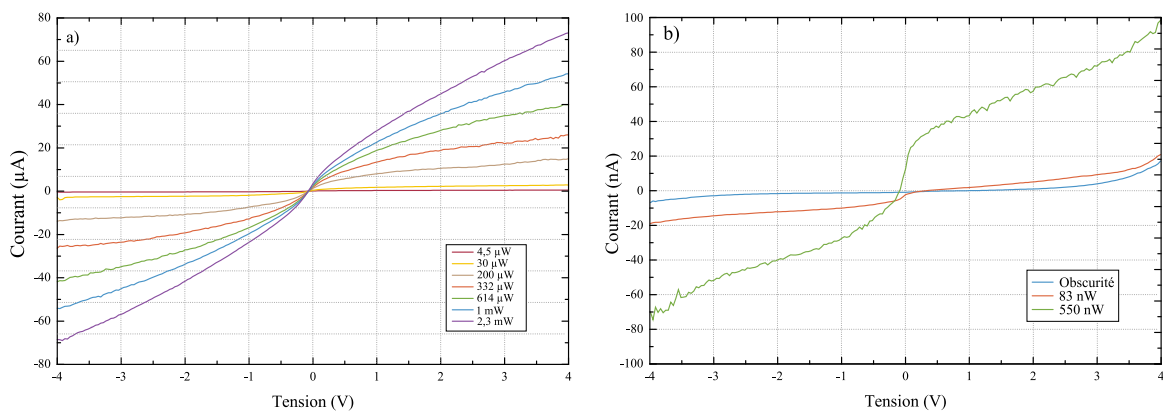 a)
Courant (µA)
80
60
40
20
0
-20
-40
-60
-80
-4
-3
-2
-1
0
1
2
3
4
Tension (V)
4,5 µW
30 µW
200 µW
332 µW
614 µW
1 mW
2,3 mW
b)
Courant (nA)
100
80
60
40
20
0
-20
-40
-60
-80
-100
-4
-3
-2
-1
0
1
2
3
4
Tension (V)
Obscurité
83 nW
550 nW